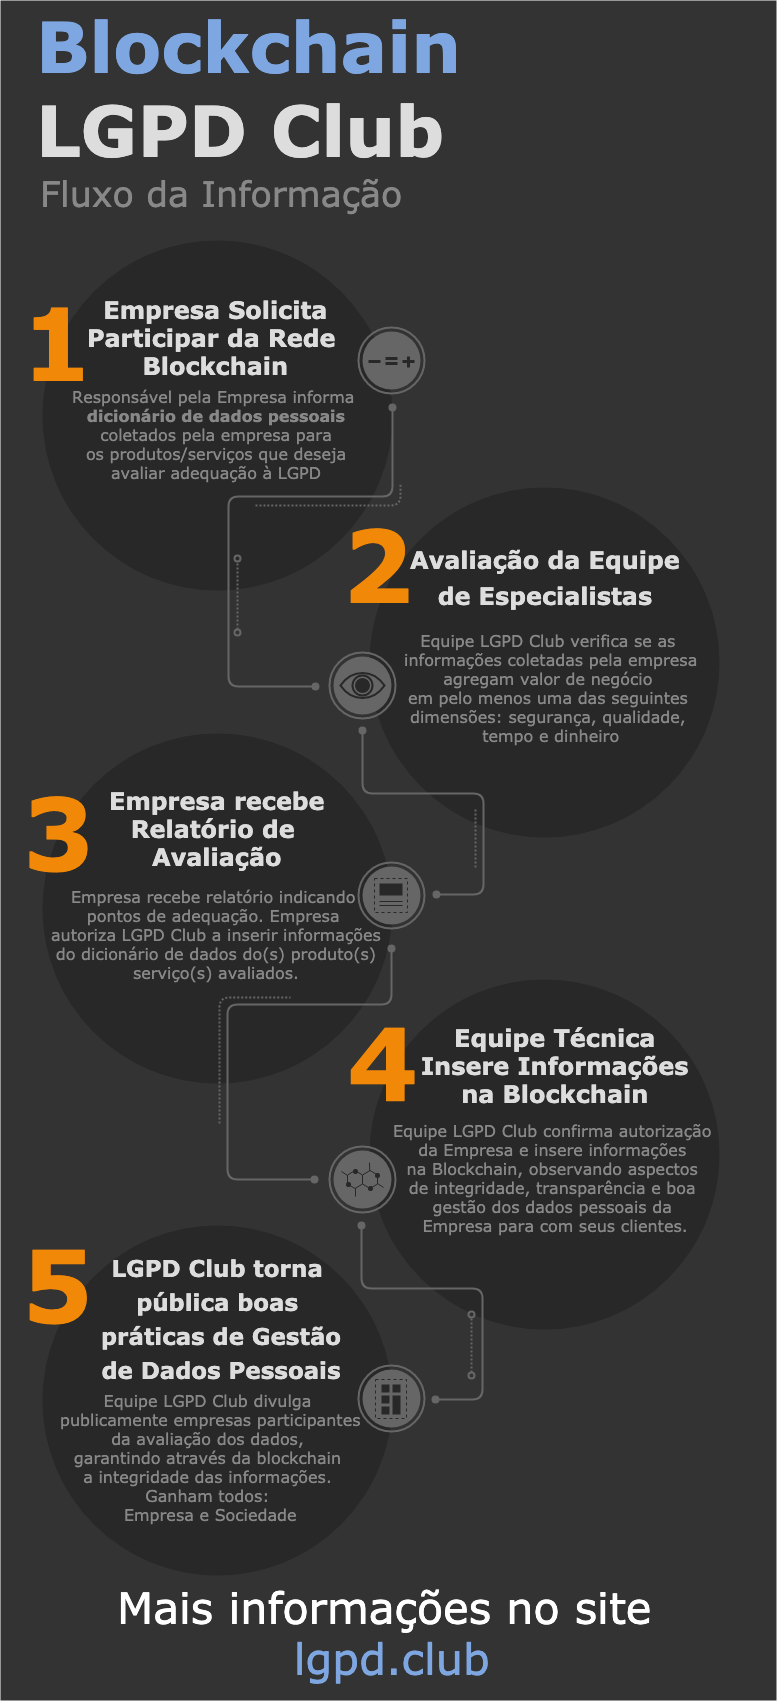 Blockchain
LGPD Club
Fluxo da Informação
1
Empresa Solicita
Participar da Rede
Blockchain
Responsável pela Empresa informa
dicionário de dados pessoais
coletados pela empresa para
os produtos/serviços que deseja
avaliar adequação à LGPD
2
Avaliação da Equipe
de Especialistas
Equipe LGPD Club verifica se as
informações coletadas pela empresa
agregam valor de negócio
em pelo menos uma das seguintes
dimensões: segurança, qualidade,
tempo e dinheiro
3
Empresa recebe
Relatório de
Avaliação
Empresa recebe relatório indicando
pontos de adequação. Empresa
autoriza LGPD Club a inserir informações
do dicionário de dados do(s) produto(s)
serviço(s) avaliados.
4
Equipe Técnica
Insere Informações
na Blockchain
Equipe LGPD Club confirma autorização
da Empresa e insere informações
na Blockchain, observando aspectos
de integridade, transparência e boa
gestão dos dados pessoais da
Empresa para com seus clientes.
5
LGPD Club torna
pública boas
práticas de Gestão
de Dados Pessoais
Equipe LGPD Club divulga
publicamente empresas participantes
da avaliação dos dados,
garantindo através da blockchain
a integridade das informações.
Ganham todos:
Empresa e Sociedade
Mais informações no site
lgpd.club